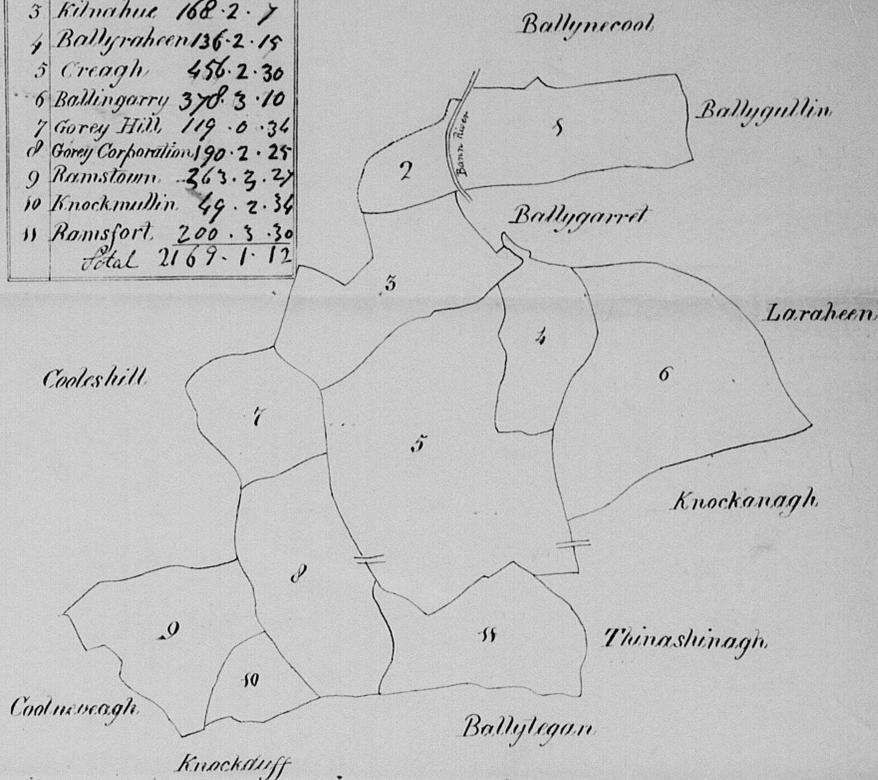 3 Kilnahue 168.2.7
4 Ballyraheen 136.2.15
5 Creagh 456.2.30
6 Ballingarry 378.3.10
7 Gorey Hill 119.0.34
8 Gorey Corporation 190.2.25
9 Ramstown 263.3.27
10 Knockmullin 49.2.34
11 Ramsfort 200.3.30
Total 2169.1.12
Ballynecool
Ballygullin
1
Bann River
2
Ballygarret
3
Laraheen
4
Cooleshill
6
7
5
Knockanagh
8
9
11
Thinashinagh
10
Coolneveagh
Ballytegan
Knockduff